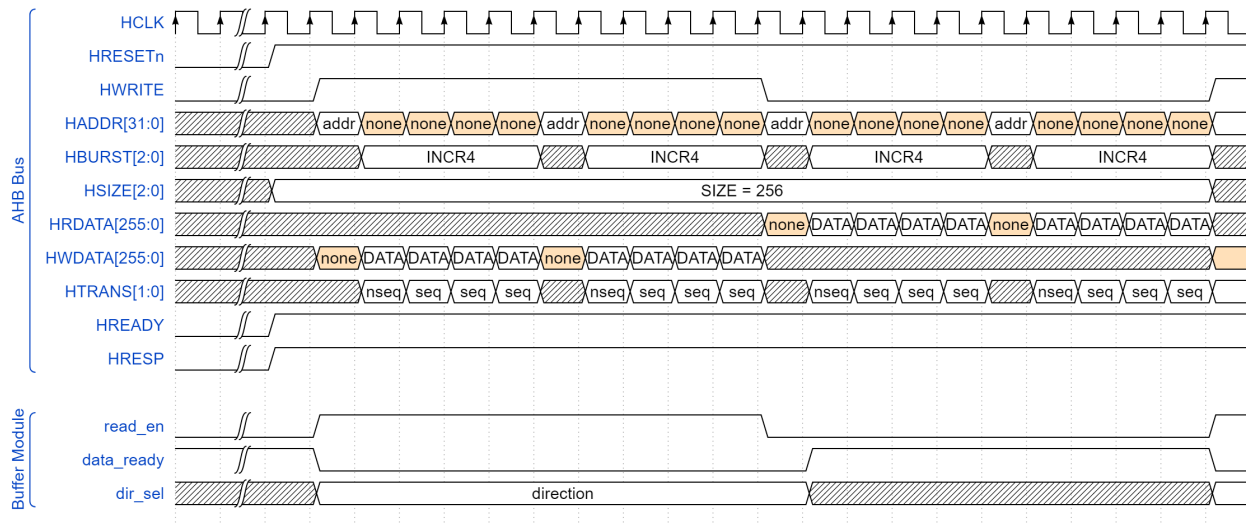 AHB Bus
HCLK
HRESETn
HWRITE
HADDR[31:0] addr none none none none addr none none none none addr none none none none addr none none none none
HBURST[2:0] INCR4 INCR4 INCR4 INCR4
HSIZE[2:0] SIZE = 256
HRDATA[255:0] none DATA DATA DATA DATA none DATA DATA DATA DATA
HWDATA[255:0] none DATA DATA DATA DATA none DATA DATA DATA DATA
HTRANS[1:0] nseq seq seq seq nseq seq seq seq nseq seq seq seq nseq seq seq seq
HREADY
HRESP
Buffer Module
read_en
data_ready
dir_sel direction